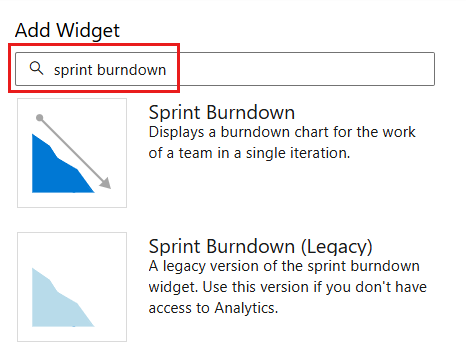 Add Widget
sprint burndown
Sprint Burndown
Displays a burndown chart for the work
of a team in a single iteration.
Sprint Burndown (Legacy)
A legacy version of the sprint burndown
widget. Use this version if you don't have
access to Analytics.